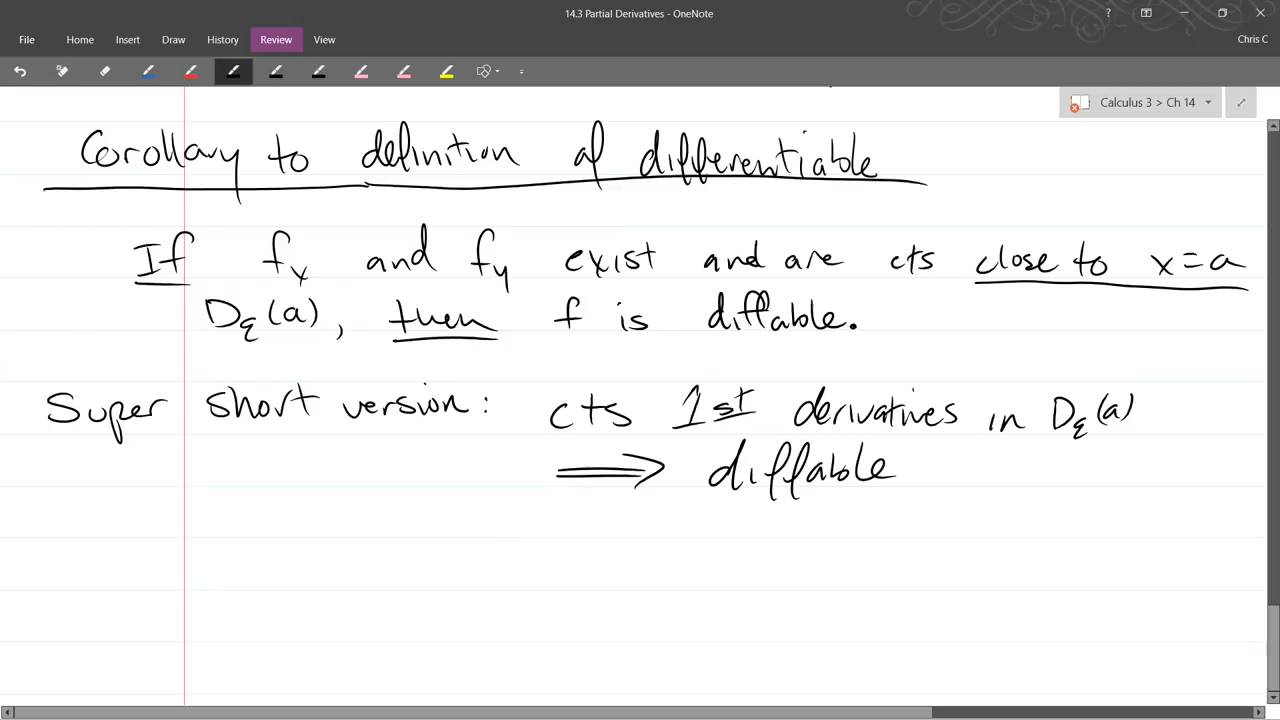 14.3 Partial Derivatives - OneNote
File Home Insert Draw History Review View
Chris C
Calculus 3 > Ch 14
Corollary to definition of differentiable
If fx and fy exist and are cts close to x=a
Dε(a), then f is diffable.
Super short version: cts 1st derivatives in Dε(a)
⟹ diffable